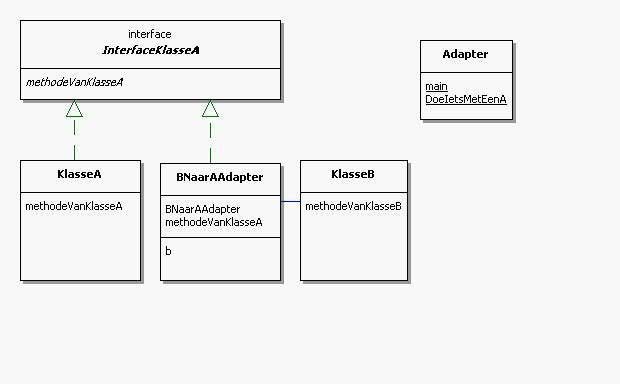 interface
InterfaceKlasseA
methodeVanKlasseA
Adapter
main
DoeIetsMetEenA
KlasseA
methodeVanKlasseA
BNaarAAdapter
BNaarAAdapter
methodeVanKlasseA
b
KlasseB
methodeVanKlasseB